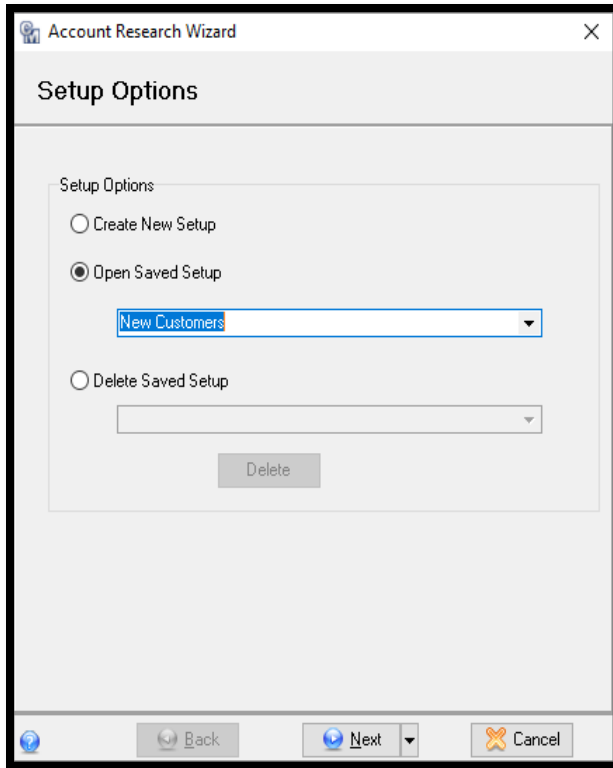 Account Research Wizard
Setup Options
Setup Options
Create New Setup
Open Saved Setup
New Customers
Delete Saved Setup
Delete
Back Next Cancel